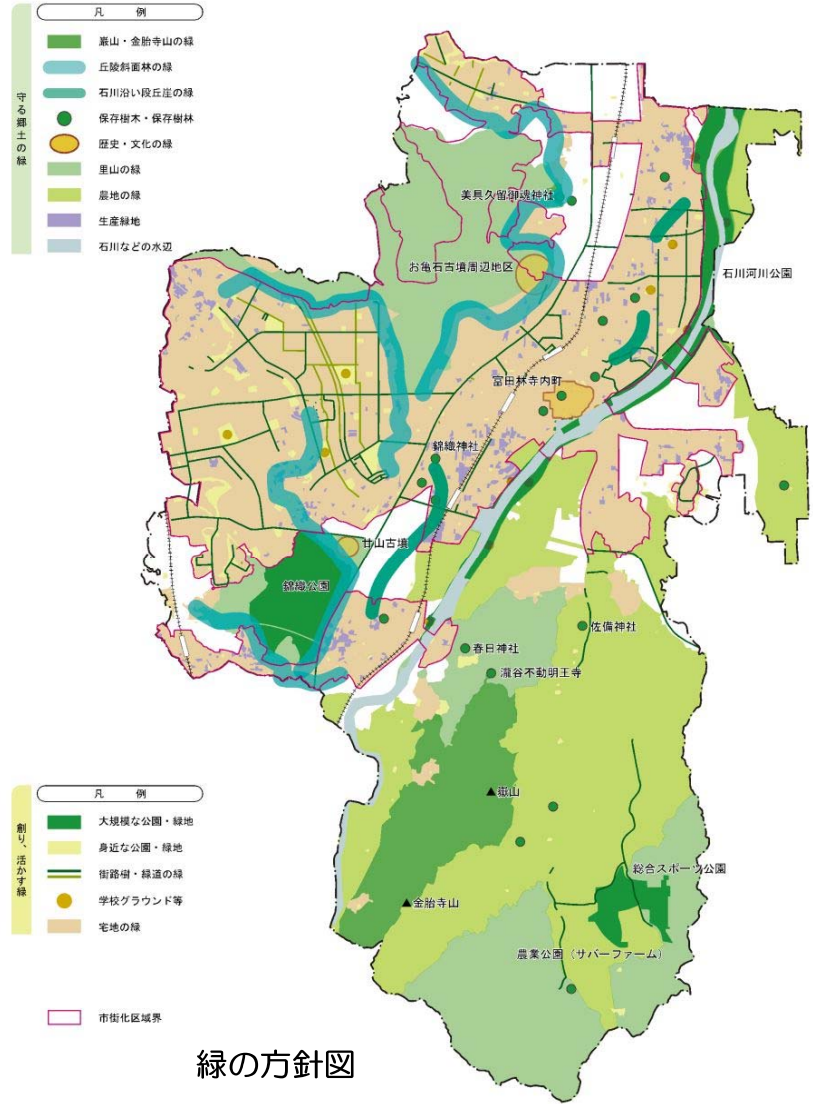 凡 例
守る郷土の緑
嶽山・金胎寺山の緑
丘陵斜面林の緑
石川沿い段丘崖の緑
保存樹木・保存樹林
歴史・文化の緑
里山の緑
農地の緑
生産緑地
石川などの水辺
美具久留御魂神社
お亀石古墳周辺地区
石川河川公園
富田林寺内町
錦織神社
廿山古墳
錦織公園
佐備神社
春日神社
瀧谷不動明王寺
▲嶽山
総合スポーツ公園
▲金胎寺山
農業公園(サバーファーム)
凡 例
創り、活かす緑
大規模な公園・緑地
身近な公園・緑地
街路樹・緑道の緑
学校グラウンド等
宅地の緑
市街化区域界
緑の方針図